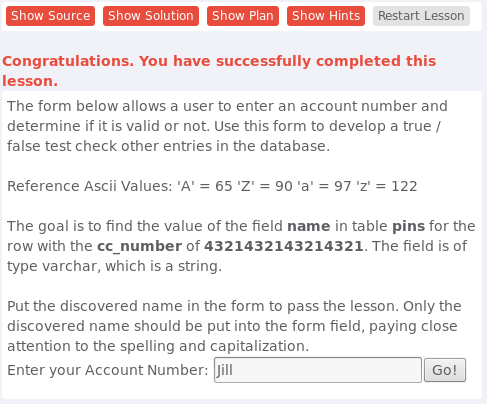 Show Source Show Solution Show Plan Show Hints Restart Lesson
Congratulations. You have successfully completed this
lesson.
The form below allows a user to enter an account number and
determine if it is valid or not. Use this form to develop a true /
false test check other entries in the database.
Reference Ascii Values: 'A' = 65 'Z' = 90 'a' = 97 'z' = 122
The goal is to find the value of the field name in table pins for the
row with the cc_number of 4321432143214321. The field is of
type varchar, which is a string.
Put the discovered name in the form to pass the lesson. Only the
discovered name should be put into the form field, paying close
attention to the spelling and capitalization.
Enter your Account Number: Jill Go!